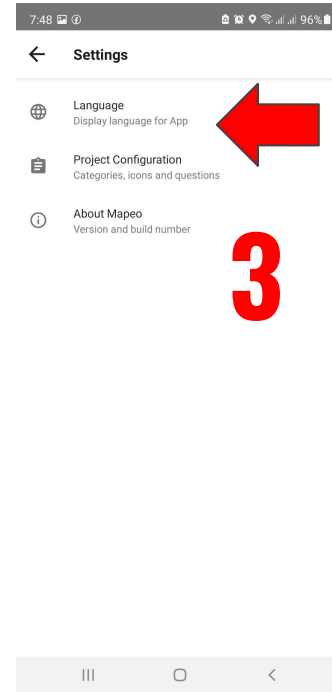 7:48 96%
Settings
Language
Display language for App
Project Configuration
Categories, icons and questions
About Mapeo
Version and build number
3